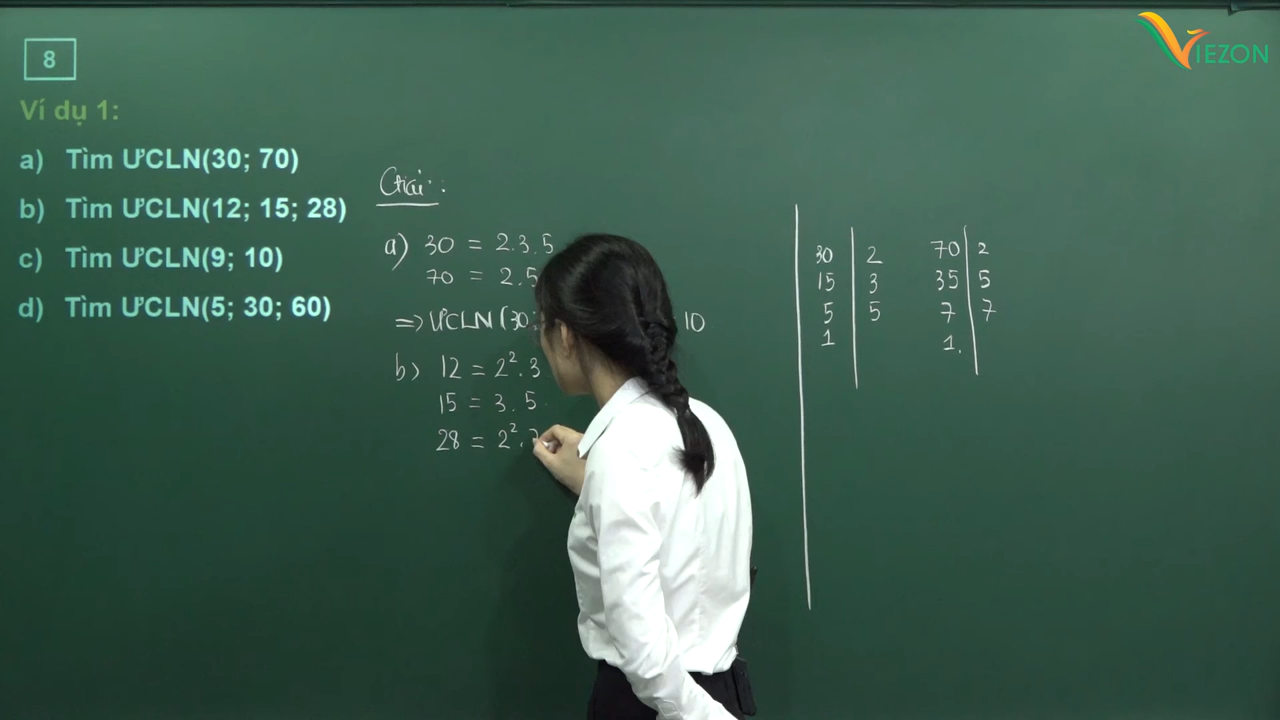 VIEZON
8
Ví dụ 1:
a) Tìm ƯCLN(30; 70)
b) Tìm ƯCLN(12; 15; 28)
c) Tìm ƯCLN(9; 10)
d) Tìm ƯCLN(5; 30; 60)
Giải:
a) 30 = 2.3.5
70 = 2.5
=> ƯCLN (30; 10
b) 12 = 2².3
15 = 3.5
28 = 2².
30 2
15 3
5 5
1
70 2
35 5
7 7
1.